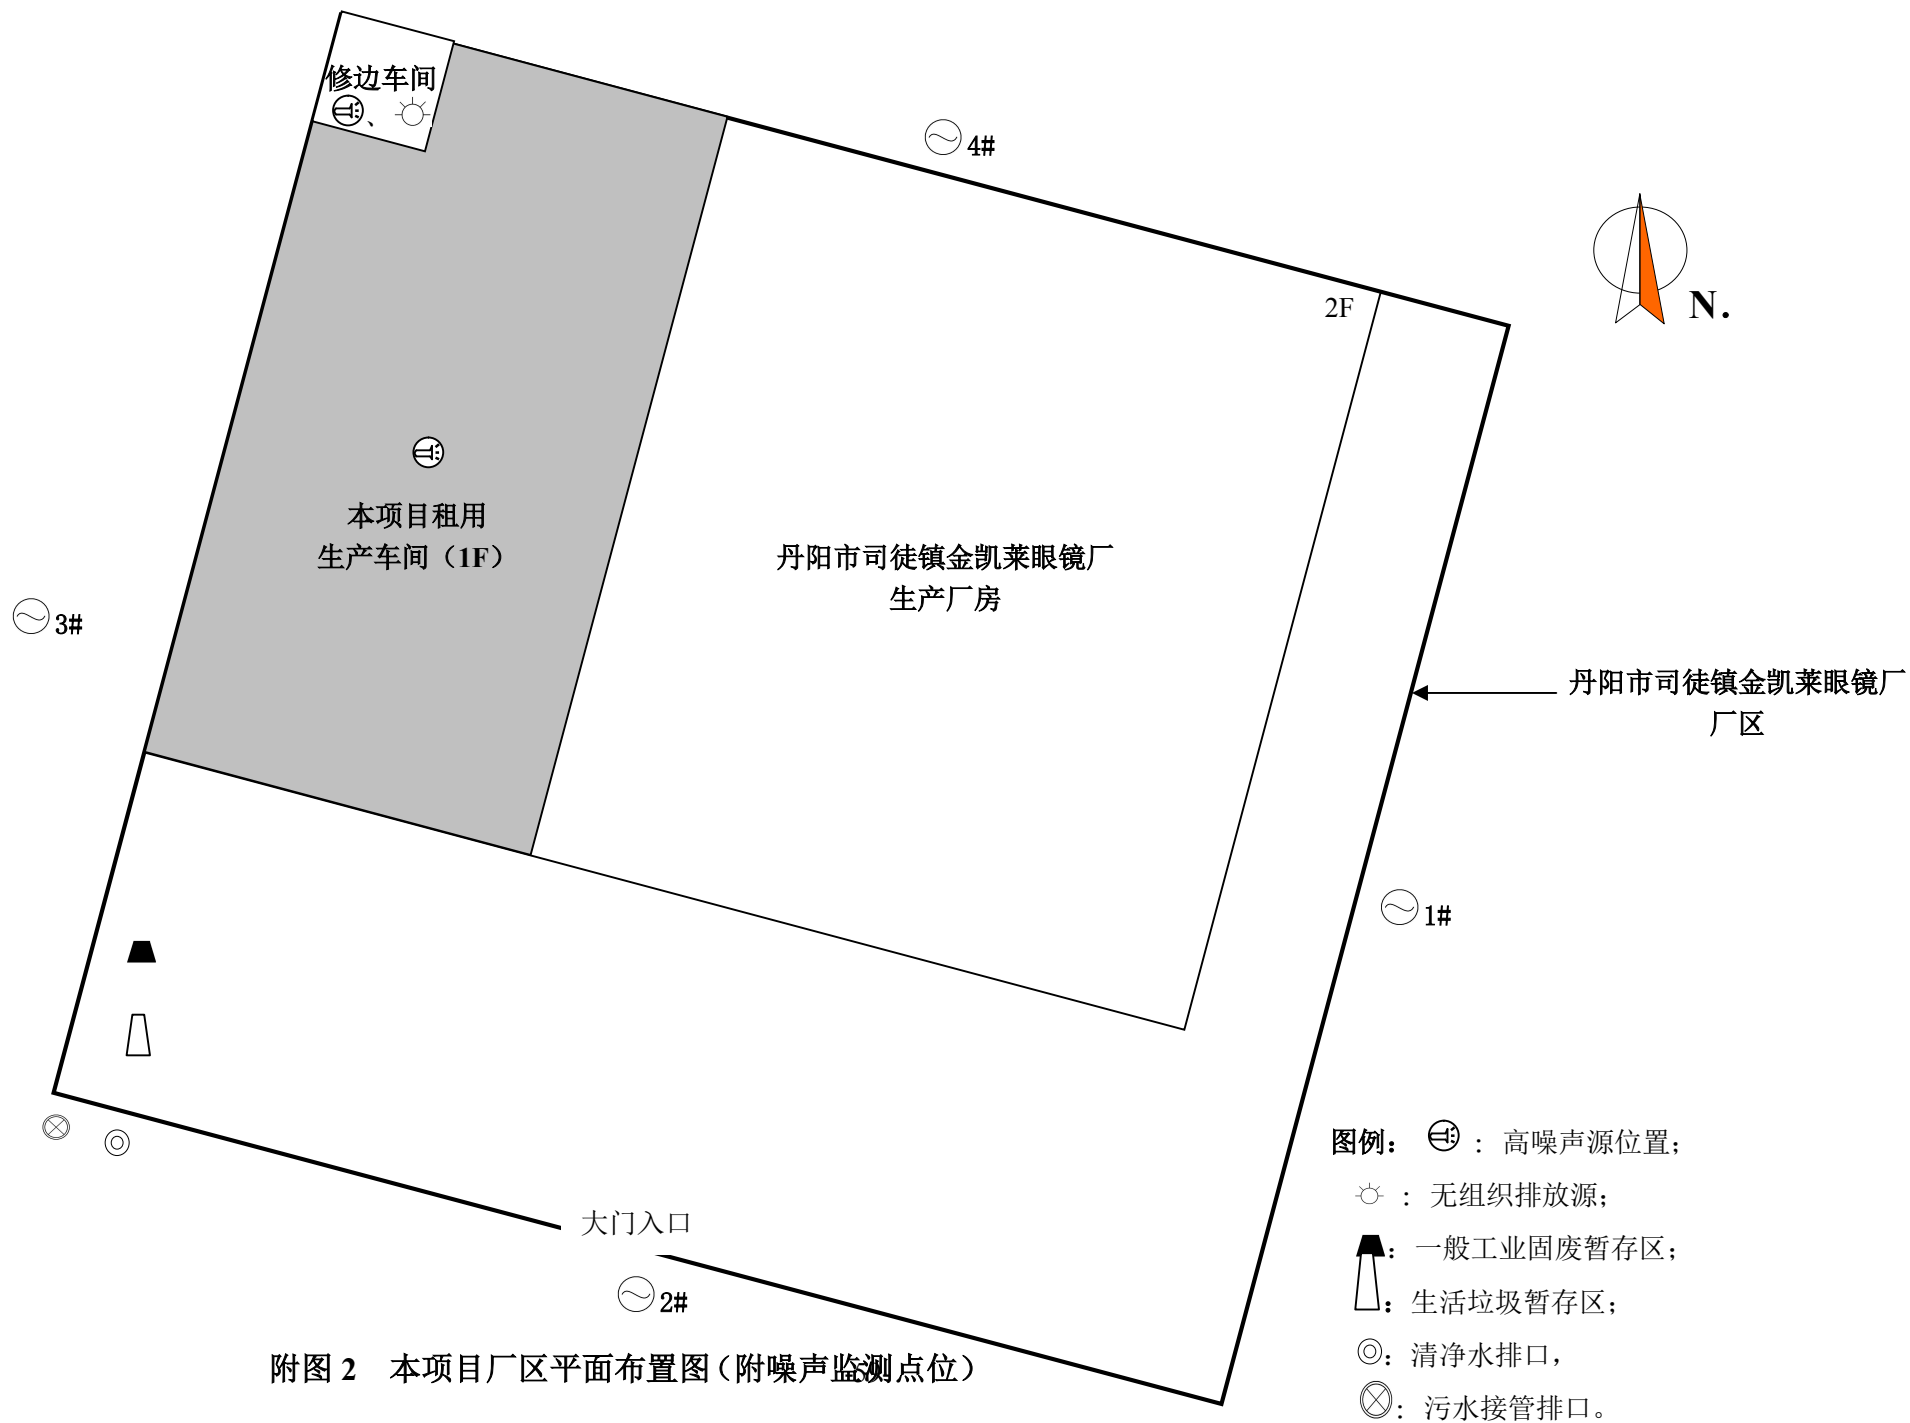 修边车间
、
4#
N.
2F
本项目租用
生产车间（1F）
丹阳市司徒镇金凯莱眼镜厂
生产厂房
3#
丹阳市司徒镇金凯莱眼镜厂
厂区
1#
大门入口
2#
图例：
：高噪声源位置；
：无组织排放源；
：一般工业固废暂存区；
：生活垃圾暂存区；
：清净水排口，
：污水接管排口。
附图 2 本项目厂区平面布置图（附噪声监测点位）